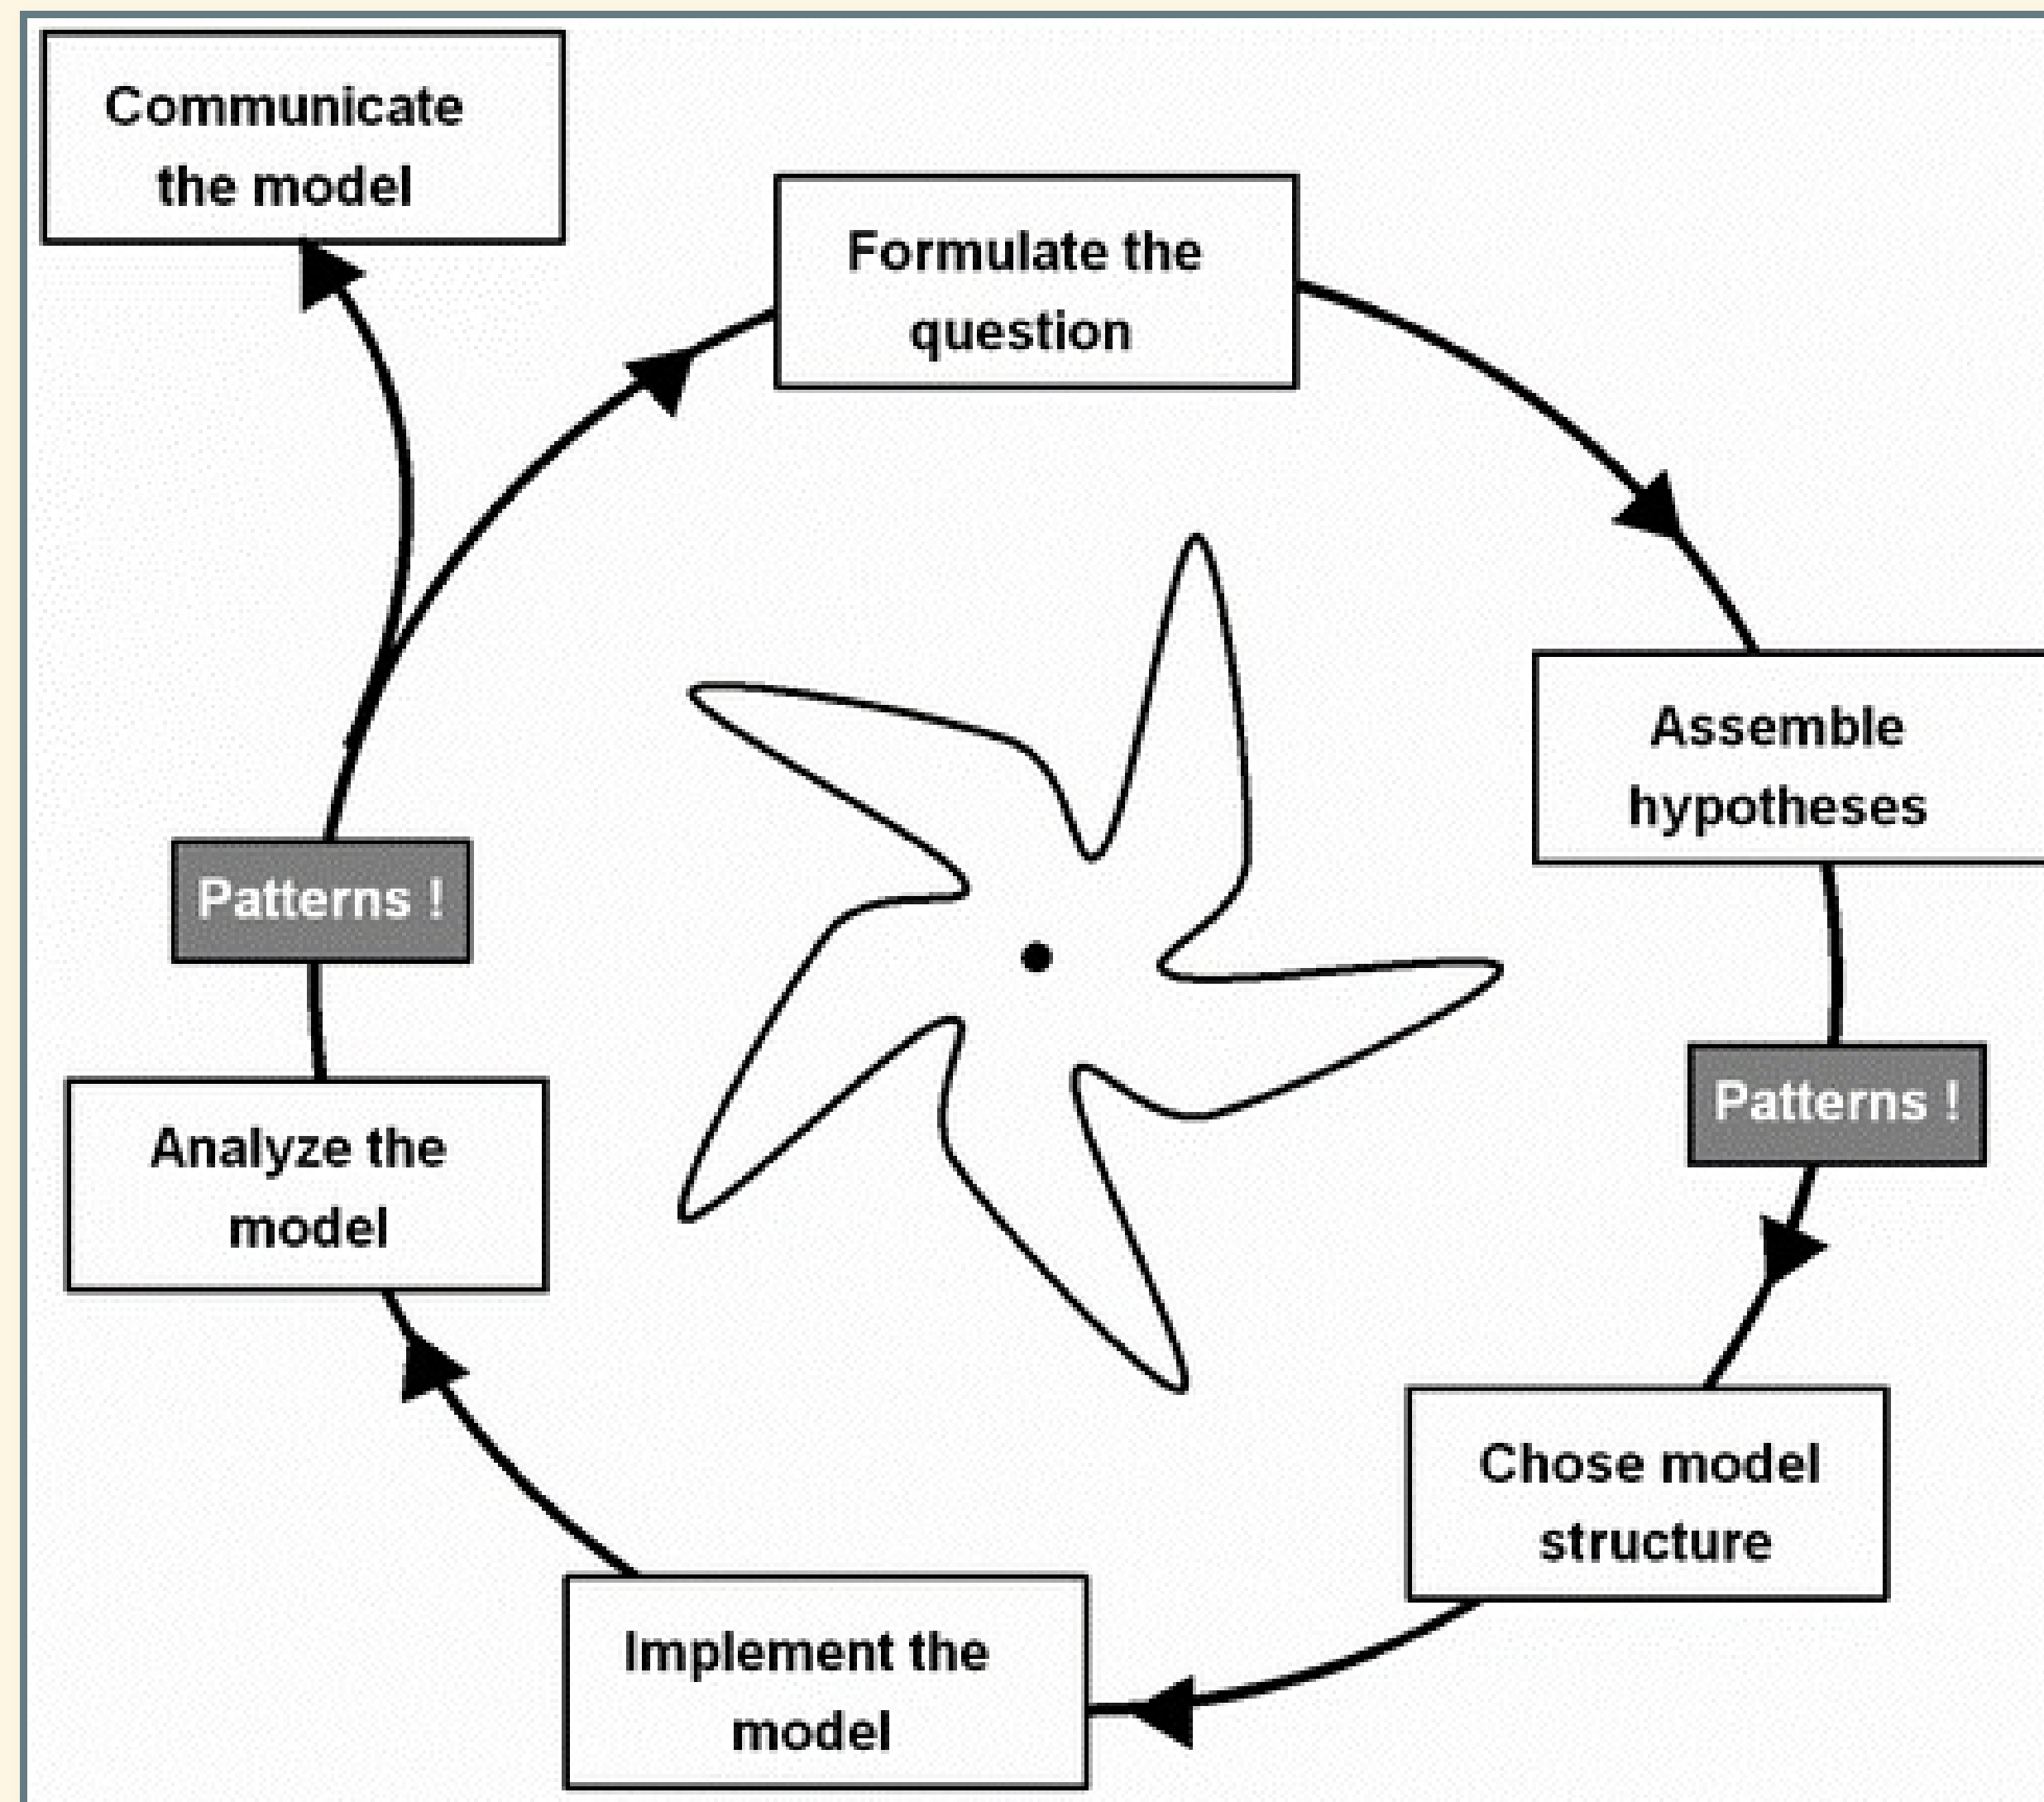 Communicate
the model
Formulate the
question
Assemble
hypotheses
Patterns !
Chose model
structure
Implement the
model
Analyze the
model
Patterns !